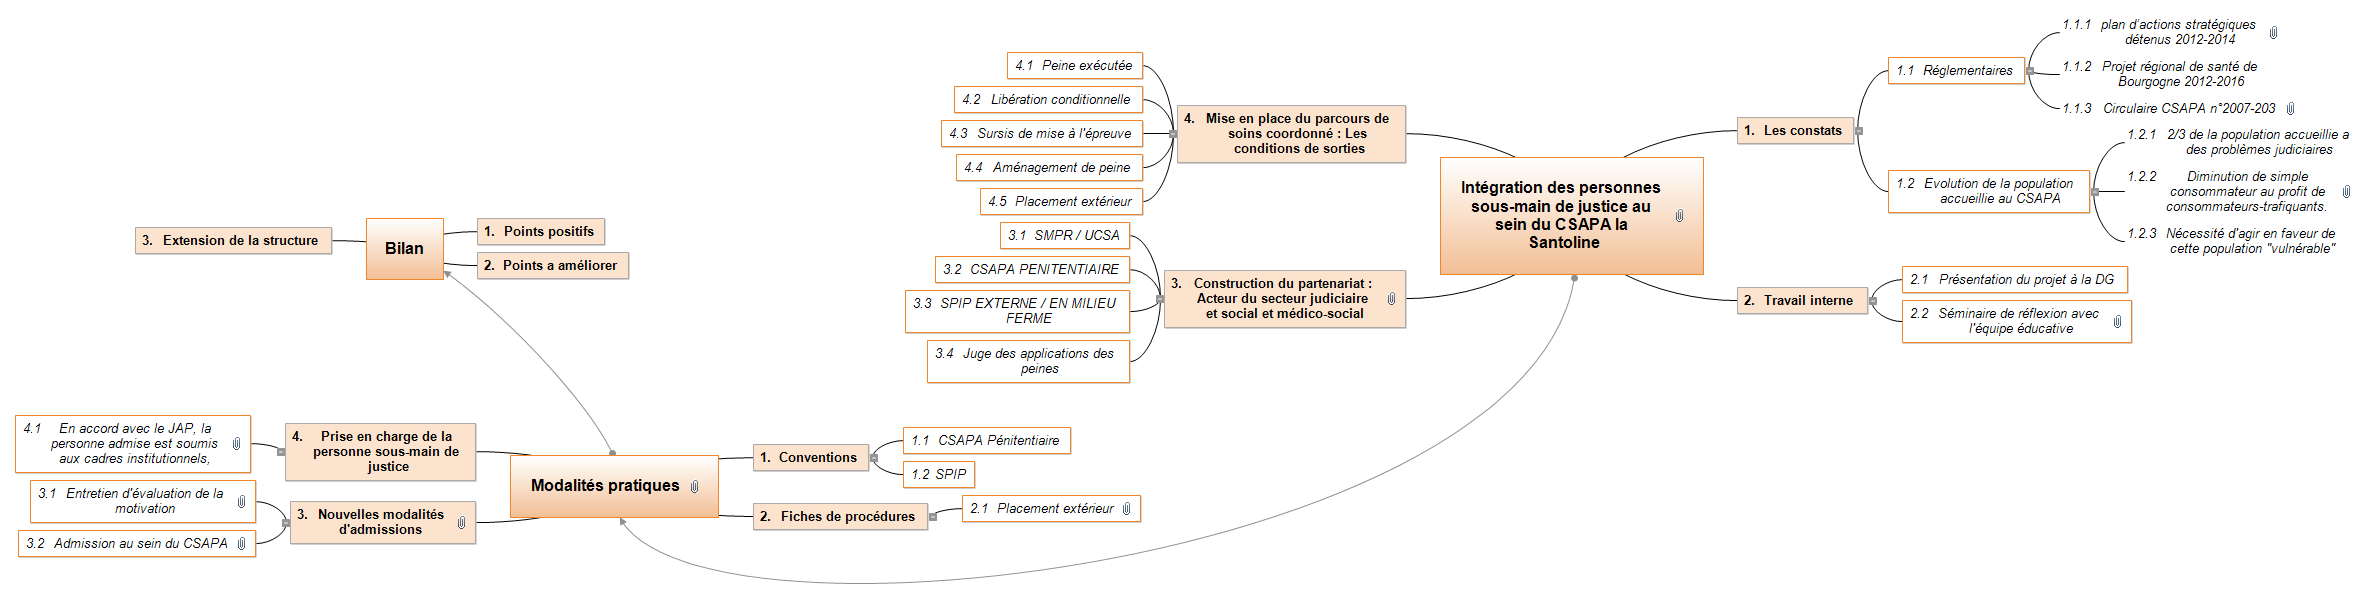 Intégration des personnes
sous-main de justice au
sein du CSAPA la
Santoline
1. Les constats
1.1 Réglementaires
1.1.1 plan d'actions stratégiques
détenus 2012-2014
1.1.2 Projet régional de santé de
Bourgogne 2012-2016
1.1.3 Circulaire CSAPA n°2007-203
1.2 Evolution de la population
accueillie au CSAPA
1.2.1 2/3 de la population accueillie a
des problèmes judiciaires
1.2.2 Diminution de simple
consommateur au profit de
consommateurs-trafiquants.
1.2.3 Nécessité d'agir en faveur de
cette population "vulnérable"
2. Travail interne
2.1 Présentation du projet à la DG
2.2 Séminaire de réflexion avec
l'équipe éducative
3. Construction du partenariat :
Acteur du secteur judiciaire
et social et médico-social
3.1 SMPR / UCSA
3.2 CSAPA PENITENTIAIRE
3.3 SPIP EXTERNE / EN MILIEU
FERME
3.4 Juge des applications des
peines
4. Mise en place du parcours de
soins coordonné : Les
conditions de sorties
4.1 Peine exécutée
4.2 Libération conditionnelle
4.3 Sursis de mise à l'épreuve
4.4 Aménagement de peine
4.5 Placement extérieur
Modalités pratiques
1. Conventions
1.1 CSAPA Pénitentiaire
1.2 SPIP
2. Fiches de procédures
2.1 Placement extérieur
3. Nouvelles modalités
d'admissions
3.1 Entretien d'évaluation de la
motivation
3.2 Admission au sein du CSAPA
4. Prise en charge de la
personne sous-main de
justice
4.1 En accord avec le JAP, la
personne admise est soumis
aux cadres institutionnels,
Bilan
1. Points positifs
2. Points a améliorer
3. Extension de la structure